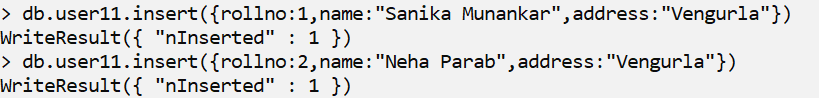 > db.user11.insert({rollno:1,name:"Sanika Munankar",address:"Vengurla"})
WriteResult({ "nInserted" : 1 })
> db.user11.insert({rollno:2,name:"Neha Parab",address:"Vengurla"})
WriteResult({ "nInserted" : 1 })